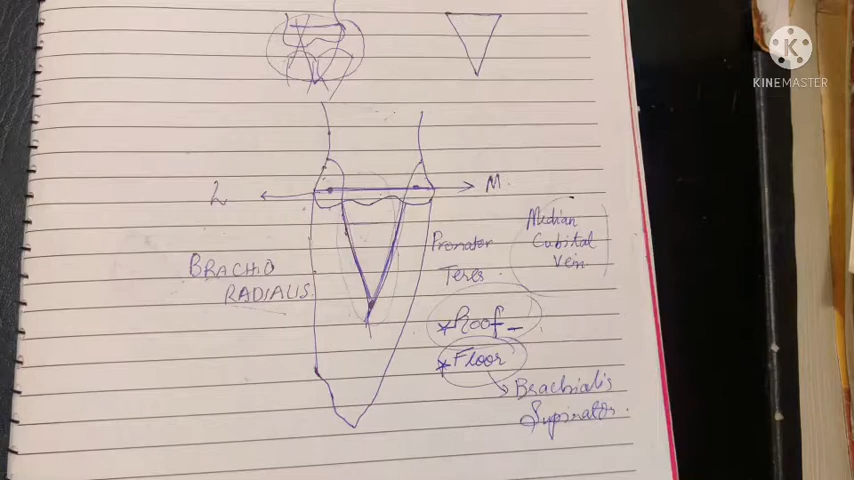 K
KINEMASTER
L
M.
BRACHIO
RADIALIS.
Pronator
Teres.
Median
Cubital
Vein
*Roof -
*Floor
Brachialis
Supinator.